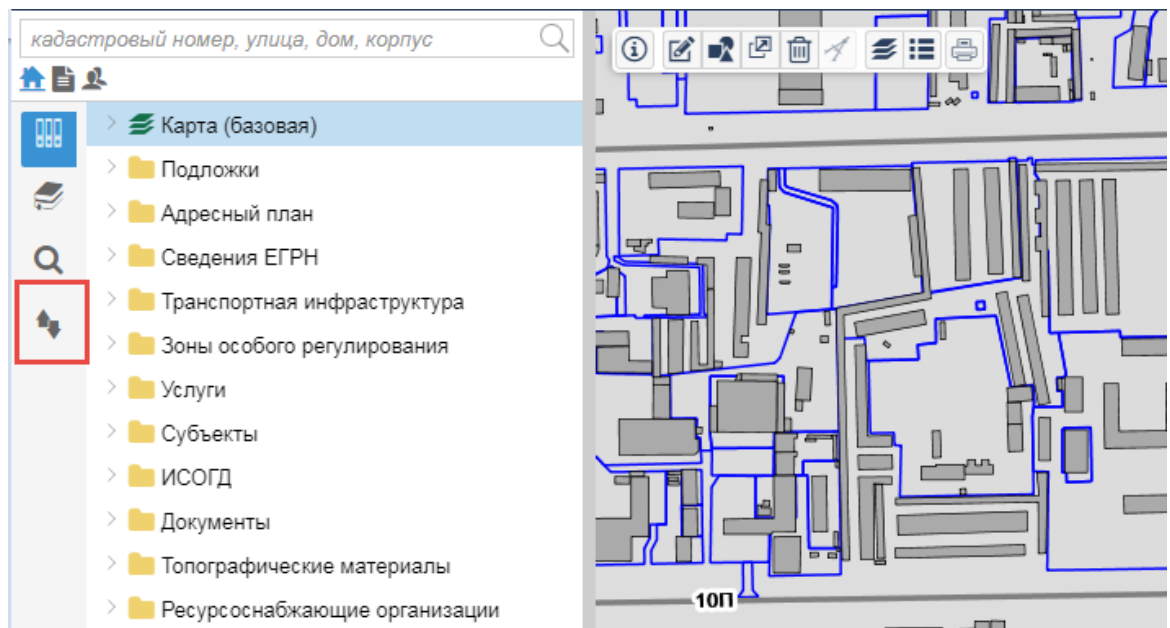 кадастровый номер, улица, дом, корпус
Карта (базовая)
Подложки
Адресный план
Сведения ЕГРН
Транспортная инфраструктура
Зоны особого регулирования
Услуги
Субъекты
ИСОГД
Документы
Топографические материалы
Ресурсоснабжающие организации
10П